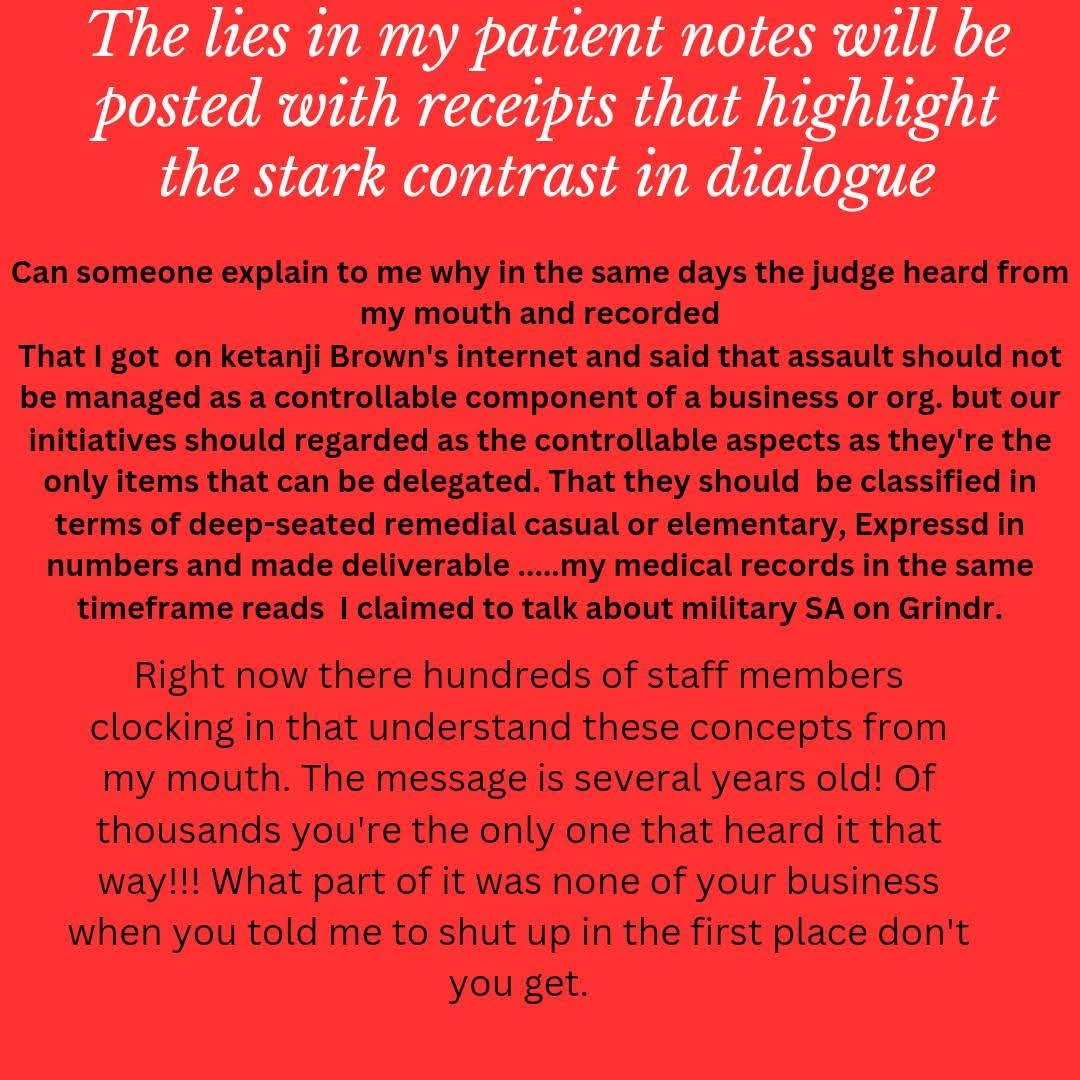 The lies in my patient notes will be
posted with receipts that highlight
the stark contrast in dialogue
Can someone explain to me why in the same days the judge heard from
my mouth and recorded
That I got  on ketanji Brown's internet and said that assault should not
be managed as a controllable component of a business or org. but our
initiatives should regarded as the controllable aspects as they're the
only items that can be delegated. That they should  be classified in
terms of deep-seated remedial casual or elementary, Expressd in
numbers and made deliverable .....my medical records in the same
timeframe reads  I claimed to talk about military SA on Grindr.
Right now there hundreds of staff members
clocking in that understand these concepts from
my mouth. The message is several years old! Of
thousands you're the only one that heard it that
way!!! What part of it was none of your business
when you told me to shut up in the first place don't
you get.